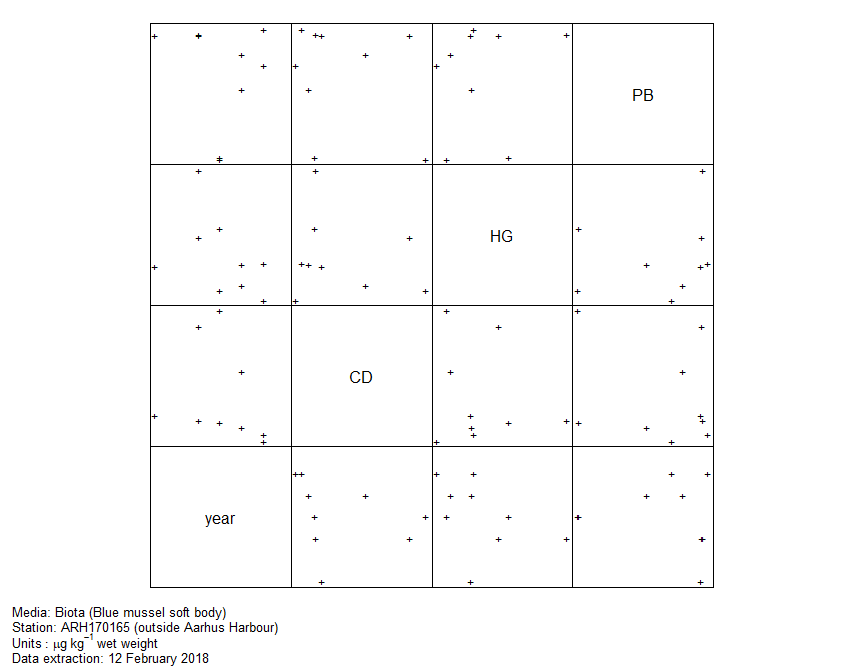 PB
HG
CD
year
Media: Biota (Blue mussel soft body)
Station: ARH170165 (outside Aarhus Harbour)
Units : μg kg⁻¹ wet weight
Data extraction: 12 February 2018